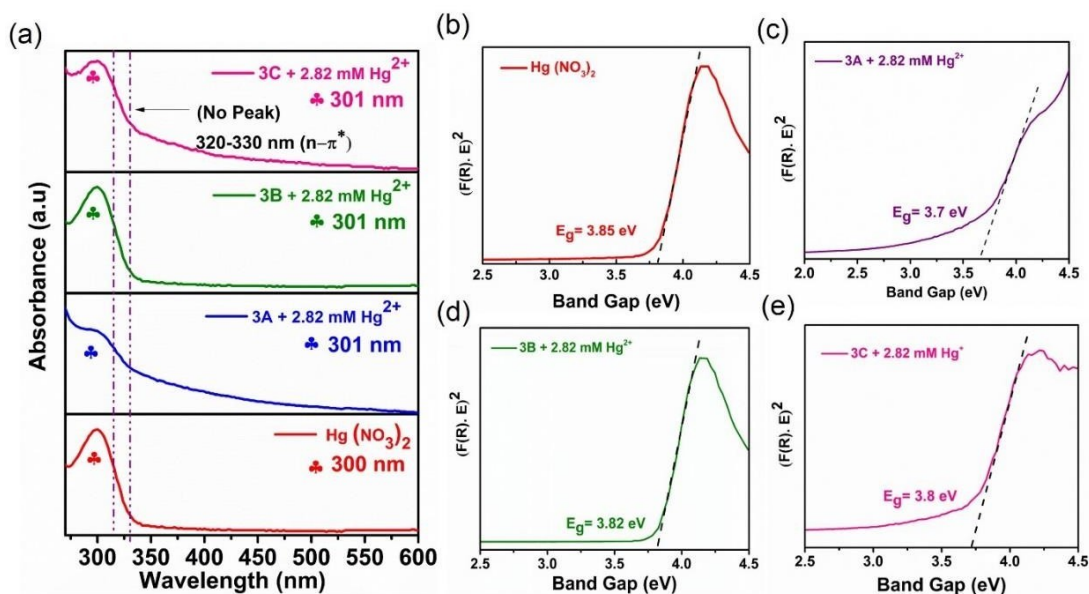 (a)
Absorbance (a.u)
3C + 2.82 mM Hg2+
♣ 301 nm
(No Peak)
320-330 nm (n–π*)
3B + 2.82 mM Hg2+
♣ 301 nm
3A + 2.82 mM Hg2+
♣ 301 nm
Hg (NO3)2
♣ 300 nm
300 350 400 450 500 550 600
Wavelength (nm)
(b)
(F(R). E)2
Hg (NO3)2
Eg= 3.85 eV
2.5 3.0 3.5 4.0 4.5
Band Gap (eV)
(c)
(F(R). E)2
3A + 2.82 mM Hg2+
Eg= 3.7 eV
2.0 2.5 3.0 3.5 4.0 4.5
Band Gap (eV)
(d)
(F(R). E)2
3B + 2.82 mM Hg2+
Eg= 3.82 eV
2.5 3.0 3.5 4.0 4.5
Band Gap (eV)
(e)
(F(R). E)2
3C + 2.82 mM Hg+
Eg= 3.8 eV
2.5 3.0 3.5 4.0 4.5
Band Gap (eV)